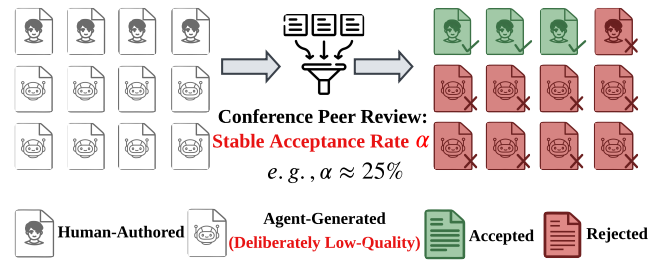 Conference Peer Review:
Stable Acceptance Rate α
e.g., α ≈ 25%
Human-Authored
Agent-Generated
(Deliberately Low-Quality)
Accepted
Rejected